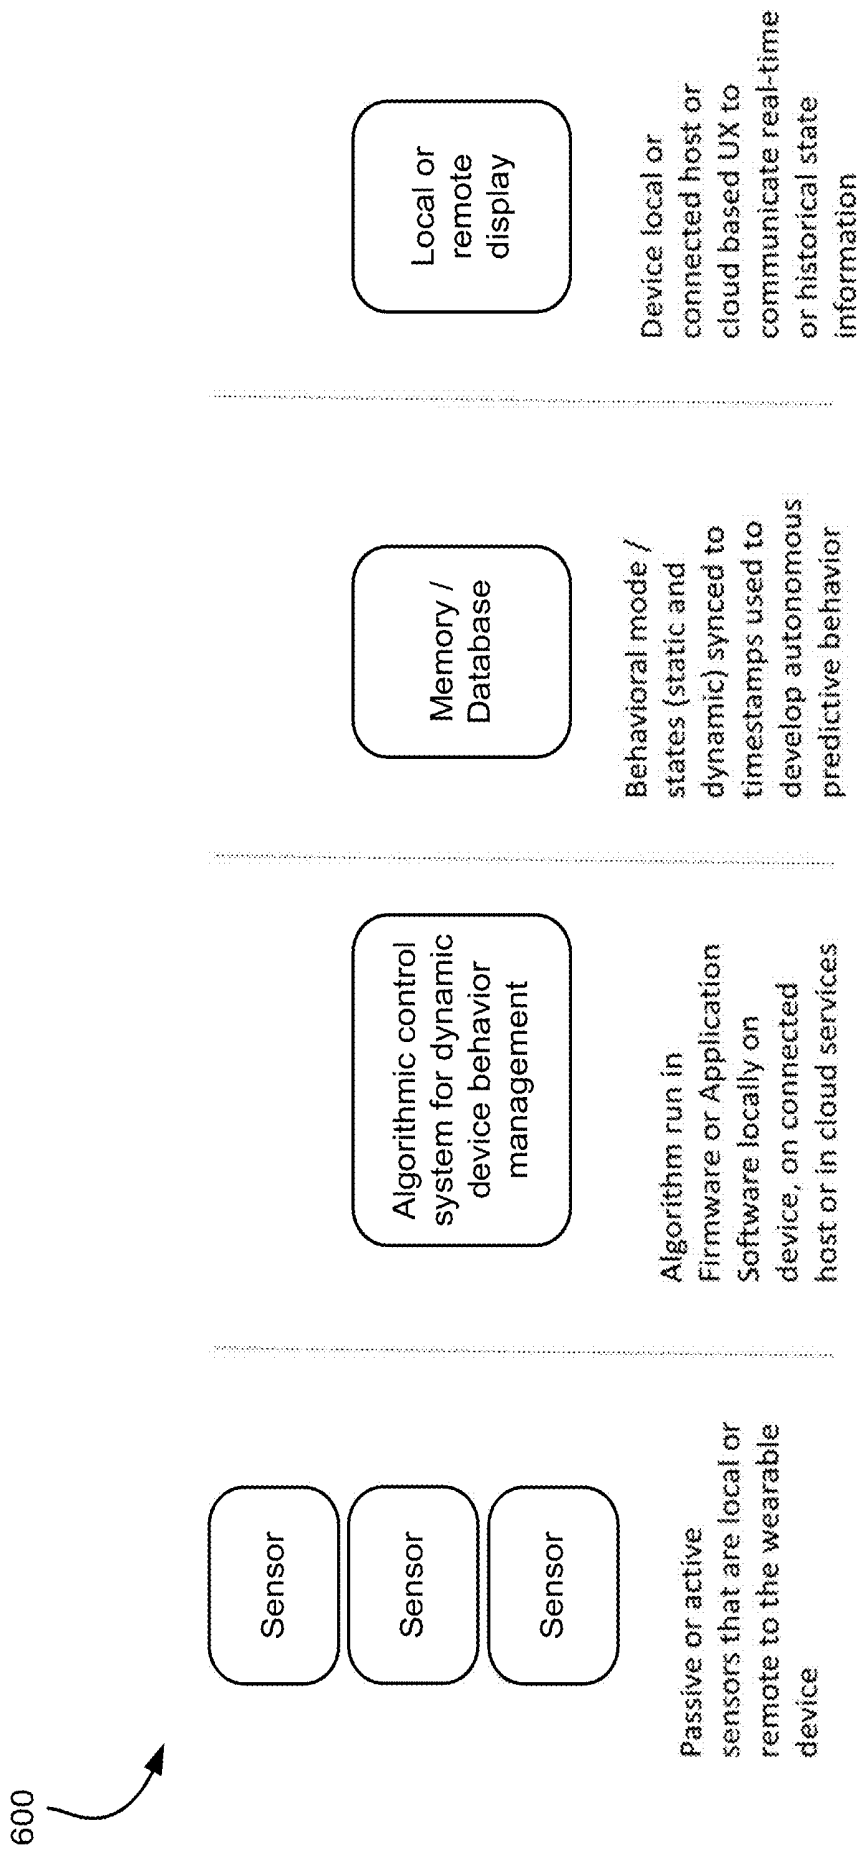 600
Sensor
Sensor
Sensor
Passive or active
sensors that are local or
remote to the wearable
device
Algorithmic control
system for dynamic
device behavior
management
Algorithm run in
Firmware or Application
Software locally on
device, on connected
host or in cloud services
Memory /
Database
Behavioral mode /
states (static and
dynamic) synced to
timestamps used to
develop autonomous
predictive behavior
Local or
remote
display
Device local or
connected host or
cloud based UX to
communicate real-time
or historical state
information